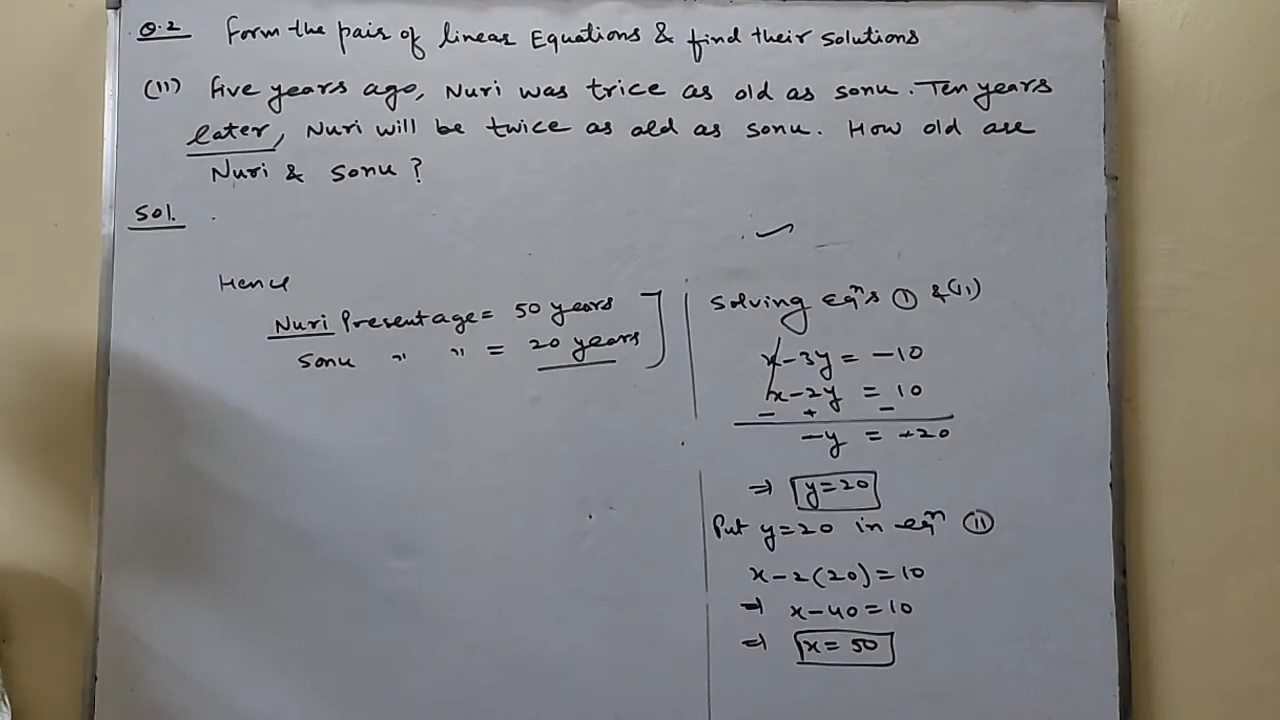 Q.2 Form the pair of linear Equations & find their solutions
(II) Five years ago, Nuri was trice as old as sonu. Ten years
later, Nuri will be twice as old as sonu. How old are
Nuri & Sonu?
Sol.
Hence
Nuri Present age = 50 years
Sonu " " = 20 years
Solving Eqns ① & (II)
x-3y = -10
x-2y = 10
- + -
-y = -20
⇒ y=20
Put y=20 in eqn ⑪
x-2(20)=10
⇒ x-40=10
⇒ x=50